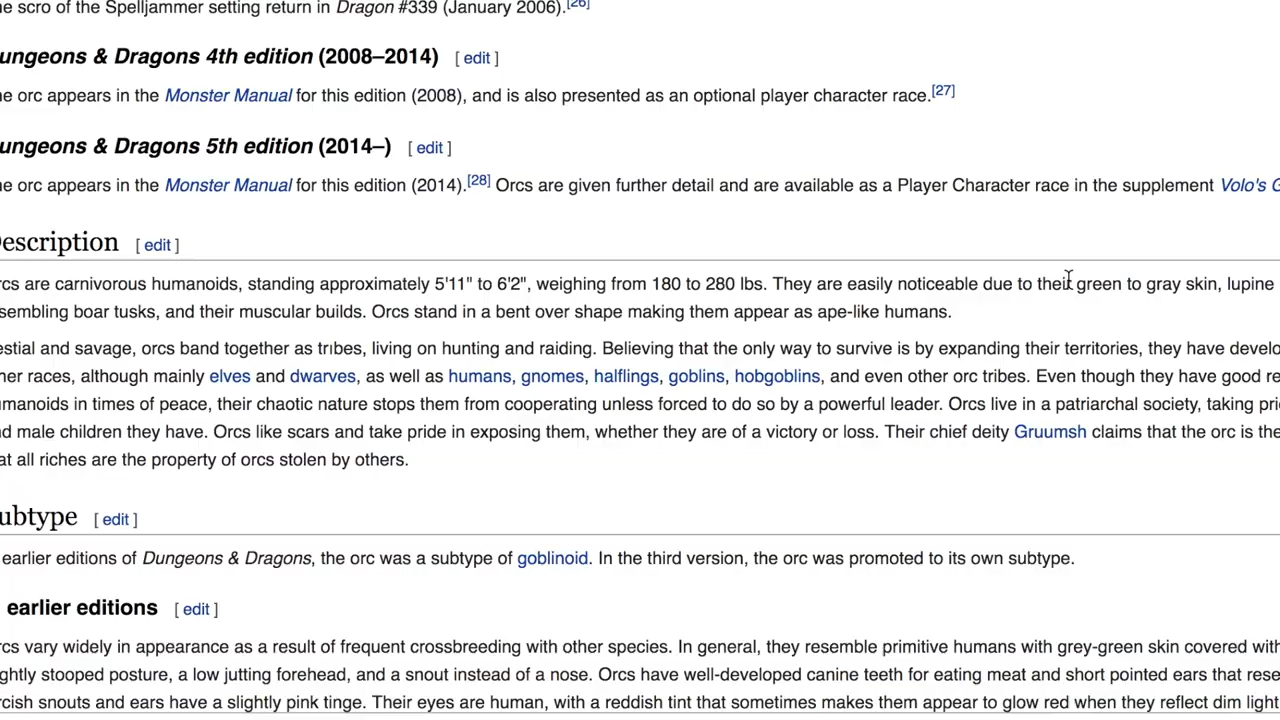 ne scro of the Spelljammer setting return in Dragon #339 (January 2006).[26]
ungeons & Dragons 4th edition (2008–2014) [ edit ]
ne orc appears in the Monster Manual for this edition (2008), and is also presented as an optional player character race.[27]
ungeons & Dragons 5th edition (2014–) [ edit ]
ne orc appears in the Monster Manual for this edition (2014).[28] Orcs are given further detail and are available as a Player Character race in the supplement Volo's G
escription [ edit ]
rcs are carnivorous humanoids, standing approximately 5'11" to 6'2", weighing from 180 to 280 lbs. They are easily noticeable due to their green to gray skin, lupine
sembling boar tusks, and their muscular builds. Orcs stand in a bent over shape making them appear as ape-like humans.
estial and savage, orcs band together as tribes, living on hunting and raiding. Believing that the only way to survive is by expanding their territories, they have develo
her races, although mainly elves and dwarves, as well as humans, gnomes, halflings, goblins, hobgoblins, and even other orc tribes. Even though they have good re
umanoids in times of peace, their chaotic nature stops them from cooperating unless forced to do so by a powerful leader. Orcs live in a patriarchal society, taking pri
nd male children they have. Orcs like scars and take pride in exposing them, whether they are of a victory or loss. Their chief deity Gruumsh claims that the orc is the
at all riches are the property of orcs stolen by others.
ubtype [ edit ]
earlier editions of Dungeons & Dragons, the orc was a subtype of goblinoid. In the third version, the orc was promoted to its own subtype.
earlier editions [ edit ]
rcs vary widely in appearance as a result of frequent crossbreeding with other species. In general, they resemble primitive humans with grey-green skin covered with
ghtly stooped posture, a low jutting forehead, and a snout instead of a nose. Orcs have well-developed canine teeth for eating meat and short pointed ears that rese
rcish snouts and ears have a slightly pink tinge. Their eyes are human, with a reddish tint that sometimes makes them appear to glow red when they reflect dim light